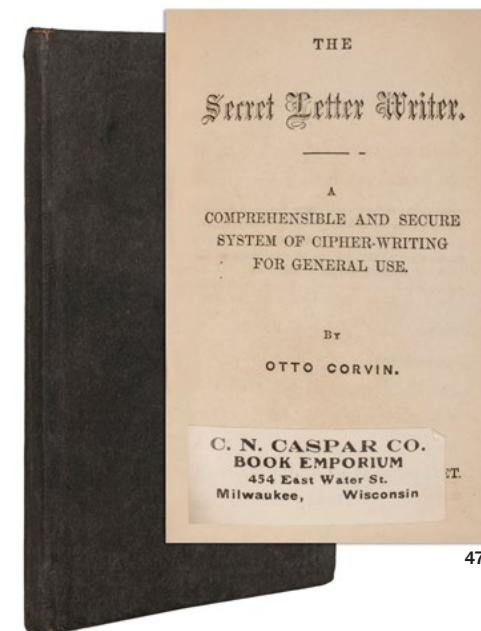 THE
Secret Letter Writer.
A
COMPREHENSIBLE AND SECURE
SYSTEM OF CIPHER-WRITING
FOR GENERAL USE.
BY
OTTO CORVIN.
C. N. CASPAR CO.
BOOK EMPORIUM
454 East Water St.
Milwaukee, Wisconsin
ET.
47